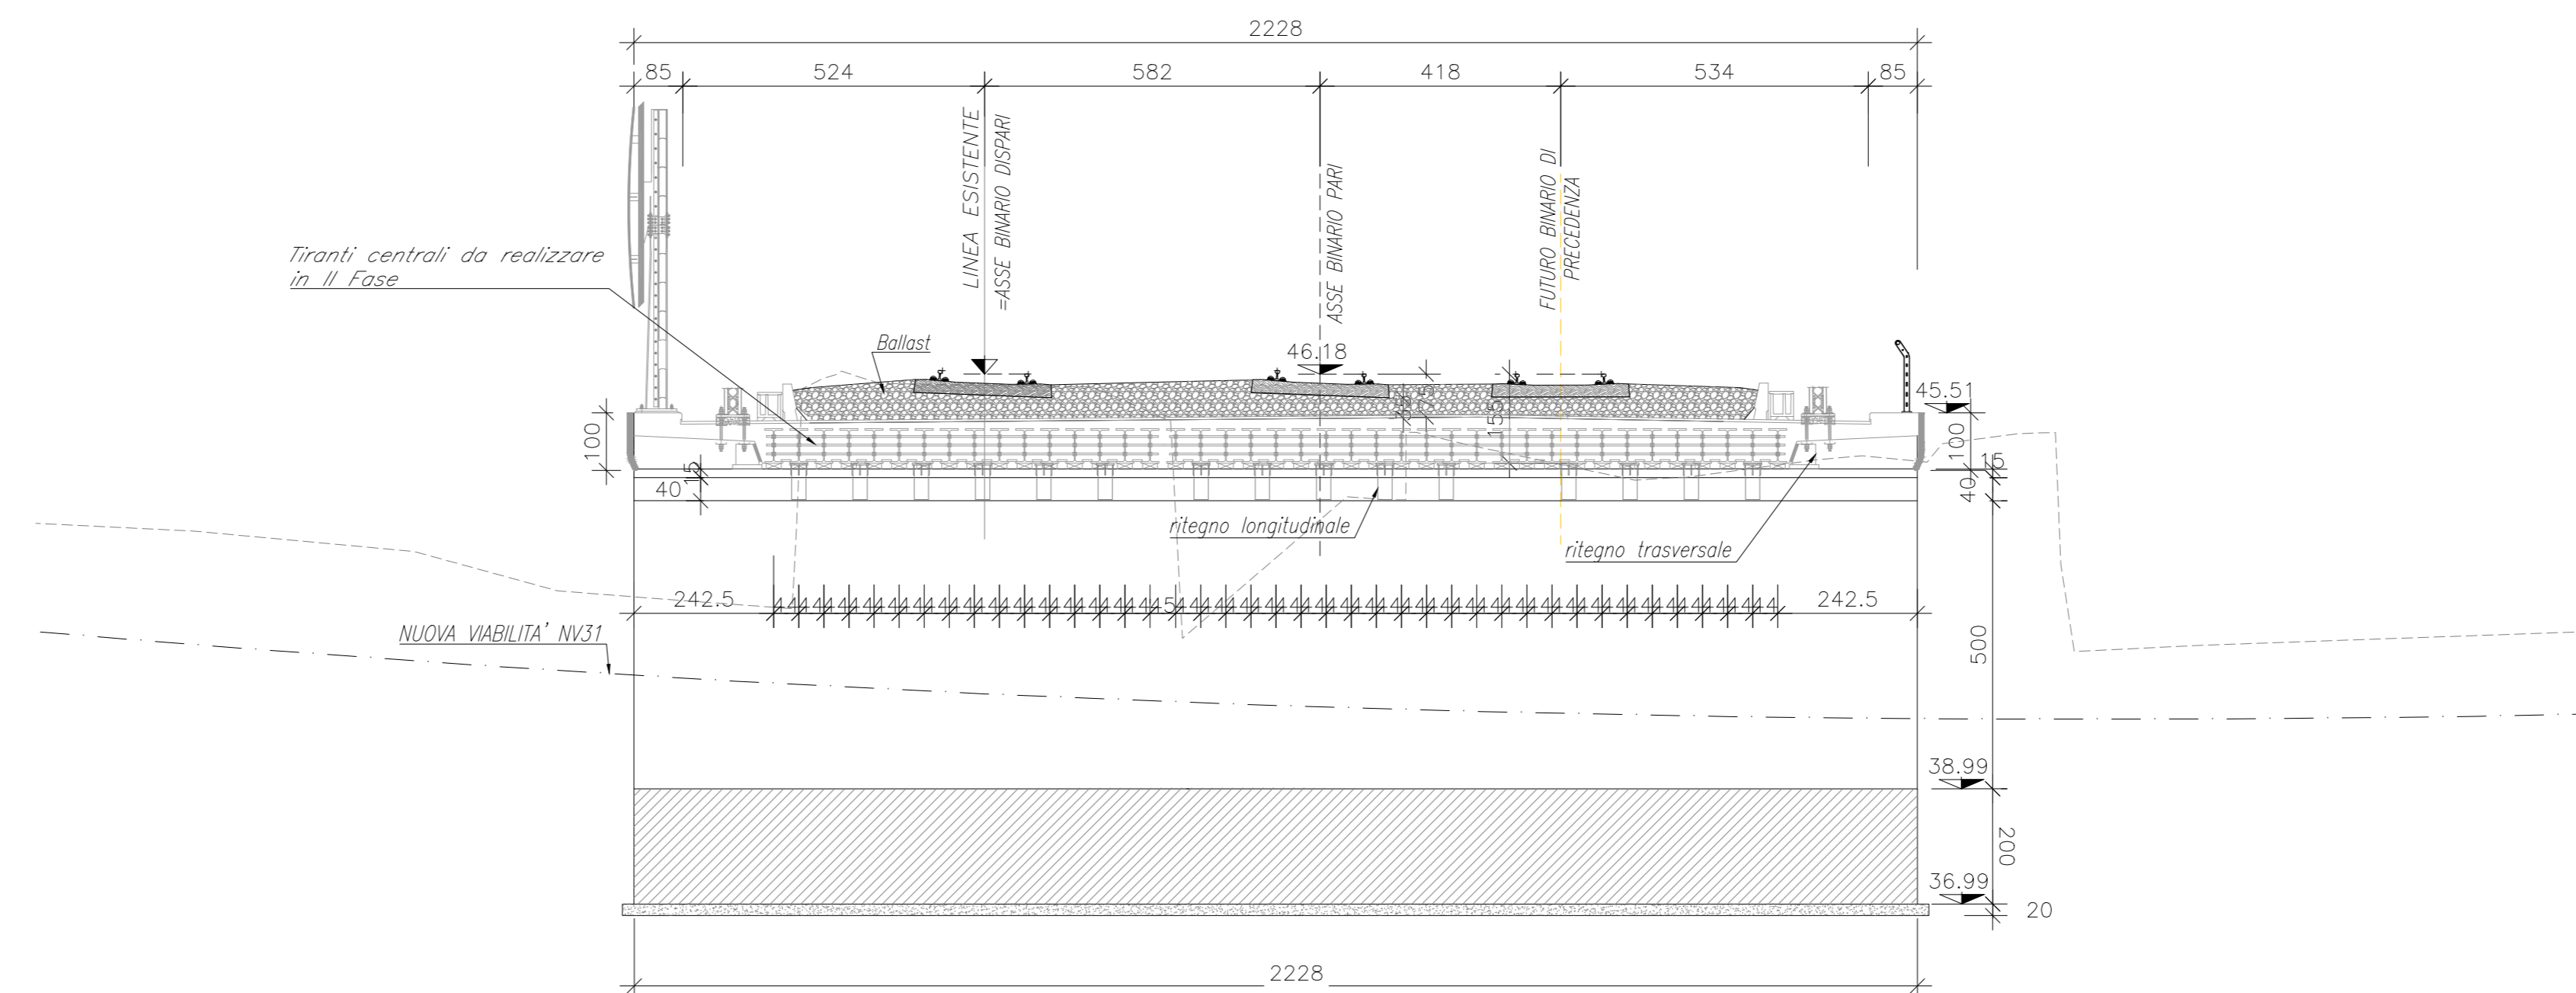 2228
85 524 582 418 534 85
LINEA ESISTENTE
=ASSE BINARIO DISPARI
ASSE BINARIO PARI
FUTURO BINARIO DI
PRECEDENZA
Tiranti centrali da realizzare
in II Fase
Ballast
46.18
35
75
155
45.51
100
15
40
100
15
40
ritegno longitudinale
ritegno trasversale
242.5
5
242.5
NUOVA VIABILITA' NV31
500
38.99
200
36.99
20
2228